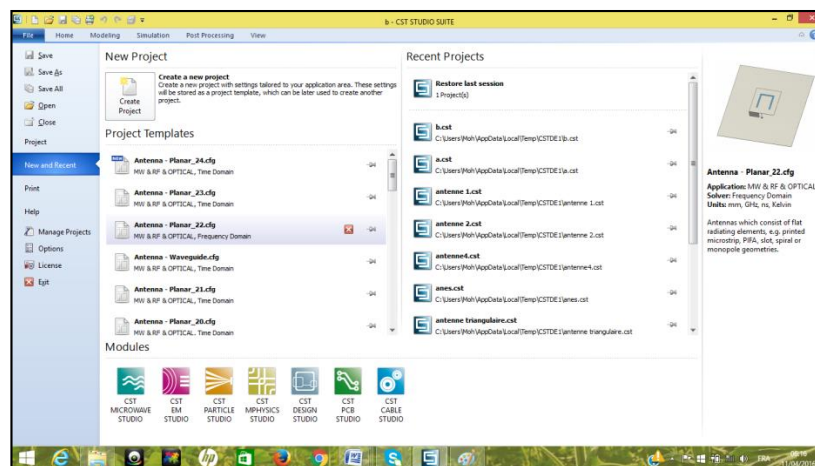 b - CST STUDIO SUITE
File Home Modeling Simulation Post Processing View
Save
Save As
Save All
Open
Close
Project
New and Recent
Print
Help
Manage Projects
Options
License
Exit
New Project
Create Project
Create a new project
Create a new project with settings tailored to your application area. These settings
will be stored as a project template, which can be later used to create another
project.
Project Templates
Antenna - Planar_24.cfg
MW & RF & OPTICAL, Time Domain
Antenna - Planar_23.cfg
MW & RF & OPTICAL, Time Domain
Antenna - Planar_22.cfg
MW & RF & OPTICAL, Frequency Domain
Antenna - Waveguide.cfg
MW & RF & OPTICAL, Time Domain
Antenna - Planar_21.cfg
MW & RF & OPTICAL, Time Domain
Antenna - Planar_20.cfg
MW & RF & OPTICAL, Time Domain
Modules
CST MICROWAVE STUDIO
CST EM STUDIO
CST PARTICLE STUDIO
CST MPHYSICS STUDIO
CST DESIGN STUDIO
CST PCB STUDIO
CST CABLE STUDIO
Recent Projects
Restore last session
1 Project(s)
b.cst
C:\Users\Moh\AppData\Local\Temp\CSTDE1\b.cst
a.cst
C:\Users\Moh\AppData\Local\Temp\CSTDE1\a.cst
antenne 1.cst
C:\Users\Moh\AppData\Local\Temp\CSTDE1\antenne 1.cst
antenne 2.cst
C:\Users\Moh\AppData\Local\Temp\CSTDE1\antenne 2.cst
antenne4.cst
C:\Users\Moh\AppData\Local\Temp\CSTDE1\antenne4.cst
anes.cst
C:\Users\Moh\AppData\Local\Temp\CSTDE1\anes.cst
antenne triangulaire.cst
C:\Users\Moh\AppData\Local\Temp\CSTDE1\antenne triangulaire.cst
Antenna - Planar_22.cfg
Application: MW & RF & OPTICAL
Solver: Frequency Domain
Units: mm, GHz, ns, Kelvin
Antennas which consist of flat
radiating elements, e.g. printed
microstrip, PIFA, slot, spiral or
monopole geometries.
FRA
11/04/2016